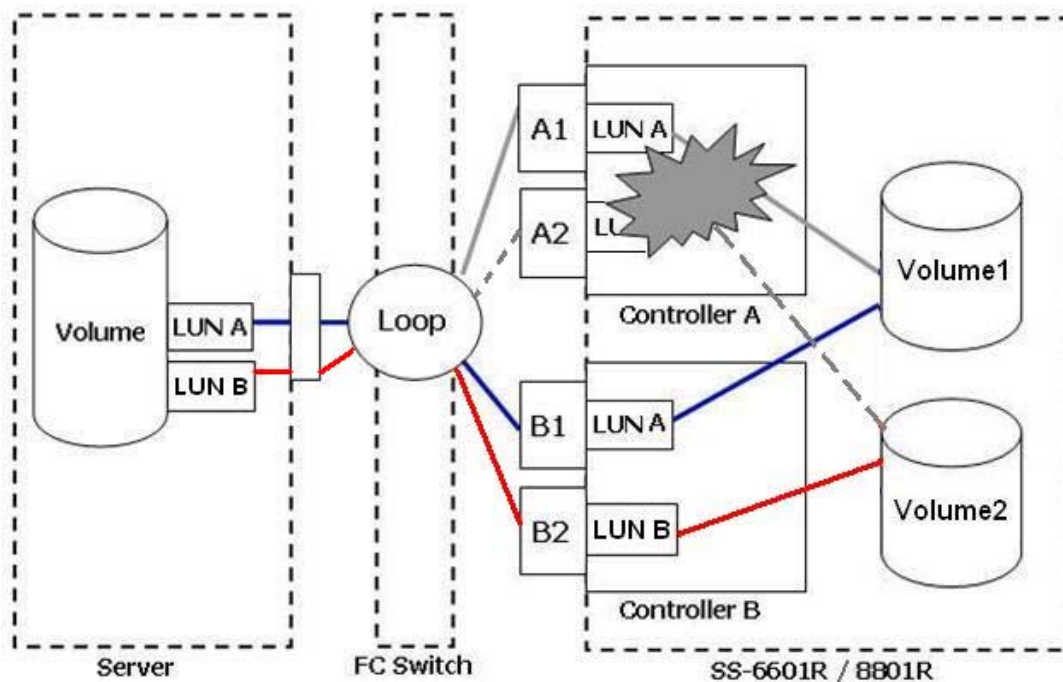 Volume
LUN A
LUN B
Server
Loop
FC Switch
A1
LUN A
A2
Controller A
B1
LUN A
B2
LUN B
Controller B
Volume1
Volume2
SS-6601R / 8801R